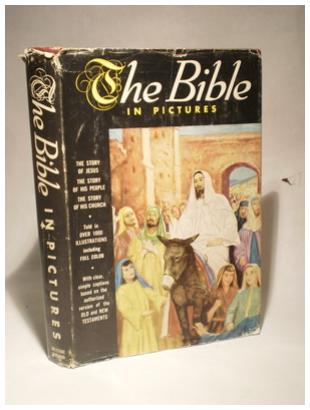 The Bible
IN PICTURES
THE STORY
OF JESUS
THE STORY
OF HIS PEOPLE
THE STORY
OF HIS CHURCH
Told in
OVER 1000
ILLUSTRATIONS
including
FULL COLOR
With clear,
simple captions
based on the
authorized
version of the
OLD and NEW
TESTAMENTS
The Bible IN PICTURES